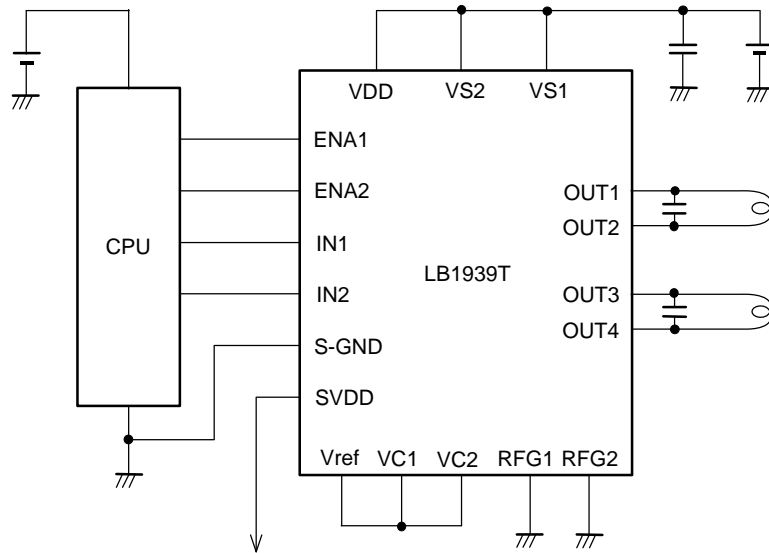 VDD VS2 VS1
ENA1
ENA2
IN1
IN2
S-GND
SVDD
CPU
LB1939T
OUT1
OUT2
OUT3
OUT4
Vref VC1 VC2 RFG1 RFG2